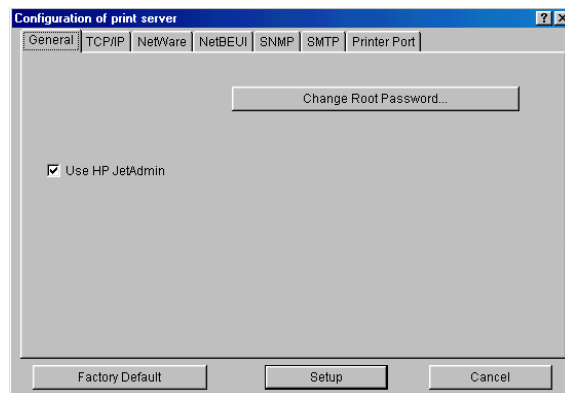 Configuration of print server
General TCP/IP NetWare NetBEUI SNMP SMTP Printer Port
Change Root Password...
Use HP JetAdmin
Factory Default Setup Cancel